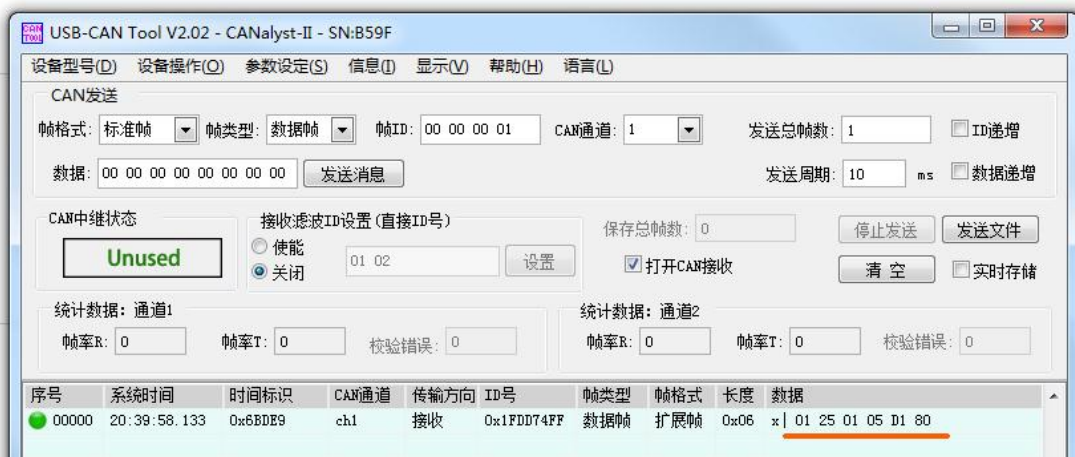 CAN TOOL USB-CAN Tool V2.02 - CANalyst-II - SN:B59F
设备型号(D) 设备操作(O) 参数设定(S) 信息(I) 显示(V) 帮助(H) 语言(L)
CAN发送
帧格式: 标准帧 帧类型: 数据帧 帧ID: 00 00 00 01 CAN通道: 1 发送总帧数: 1 ID递增
数据: 00 00 00 00 00 00 00 00 发送消息 发送周期: 10 ms 数据递增
CAN中继状态 接收滤波ID设置(直接ID号) 保存总帧数: 0 停止发送 发送文件
Unused 使能 01 02 设置 打开CAN接收 清空 实时存储
关闭
统计数据: 通道1 统计数据: 通道2
帧率R: 0 帧率T: 0 校验错误: 0 帧率R: 0 帧率T: 0 校验错误: 0
序号 系统时间 时间标识 CAN通道 传输方向 ID号 帧类型 帧格式 长度 数据
00000 20:39:58.133 0x6BDE9 ch1 接收 0x1FDD74FF 数据帧 扩展帧 0x06 x| 01 25 01 05 D1 80